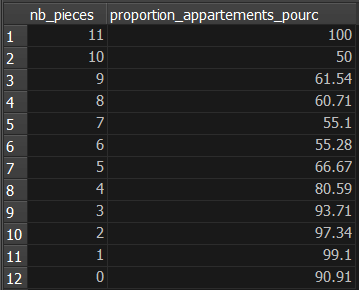 nb_pieces proportion_appartements_pourc
1 11 100
2 10 50
3 9 61.54
4 8 60.71
5 7 55.1
6 6 55.28
7 5 66.67
8 4 80.59
9 3 93.71
10 2 97.34
11 1 99.1
12 0 90.91